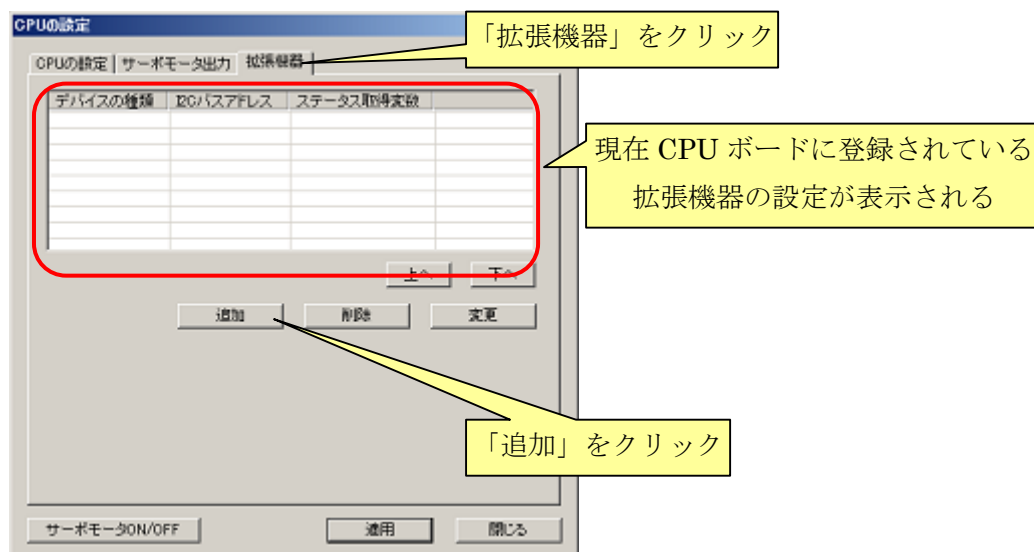 CPUの設定
「拡張機器」をクリック
CPUの設定 サーボモータ出力 拡張機器
デバイスの種類 I2Cバスアドレス ステータス取得変数
現在 CPU ボードに登録されている
拡張機器の設定が表示される
上へ 下へ
追加 削除 変更
「追加」をクリック
サーボモータON/OFF 適用 閉じる